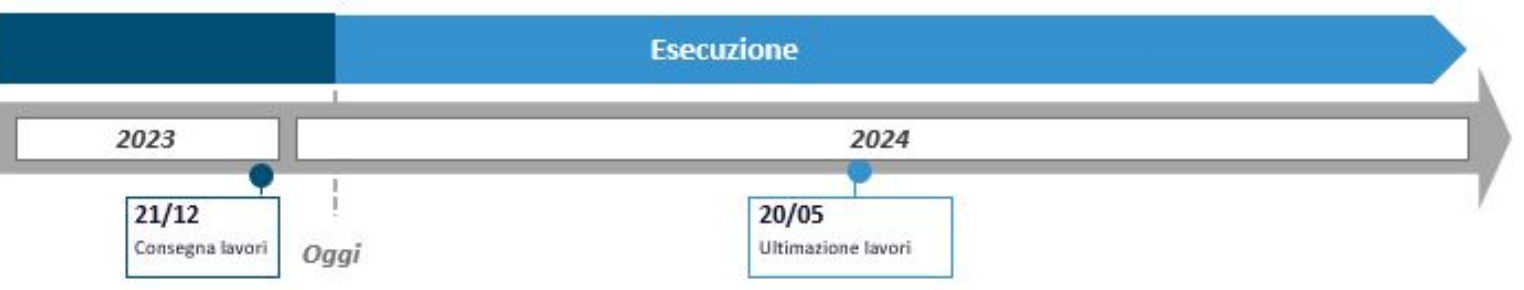 Esecuzione
2023
2024
21/12
Consegna lavori
Oggi
20/05
Ultimazione lavori